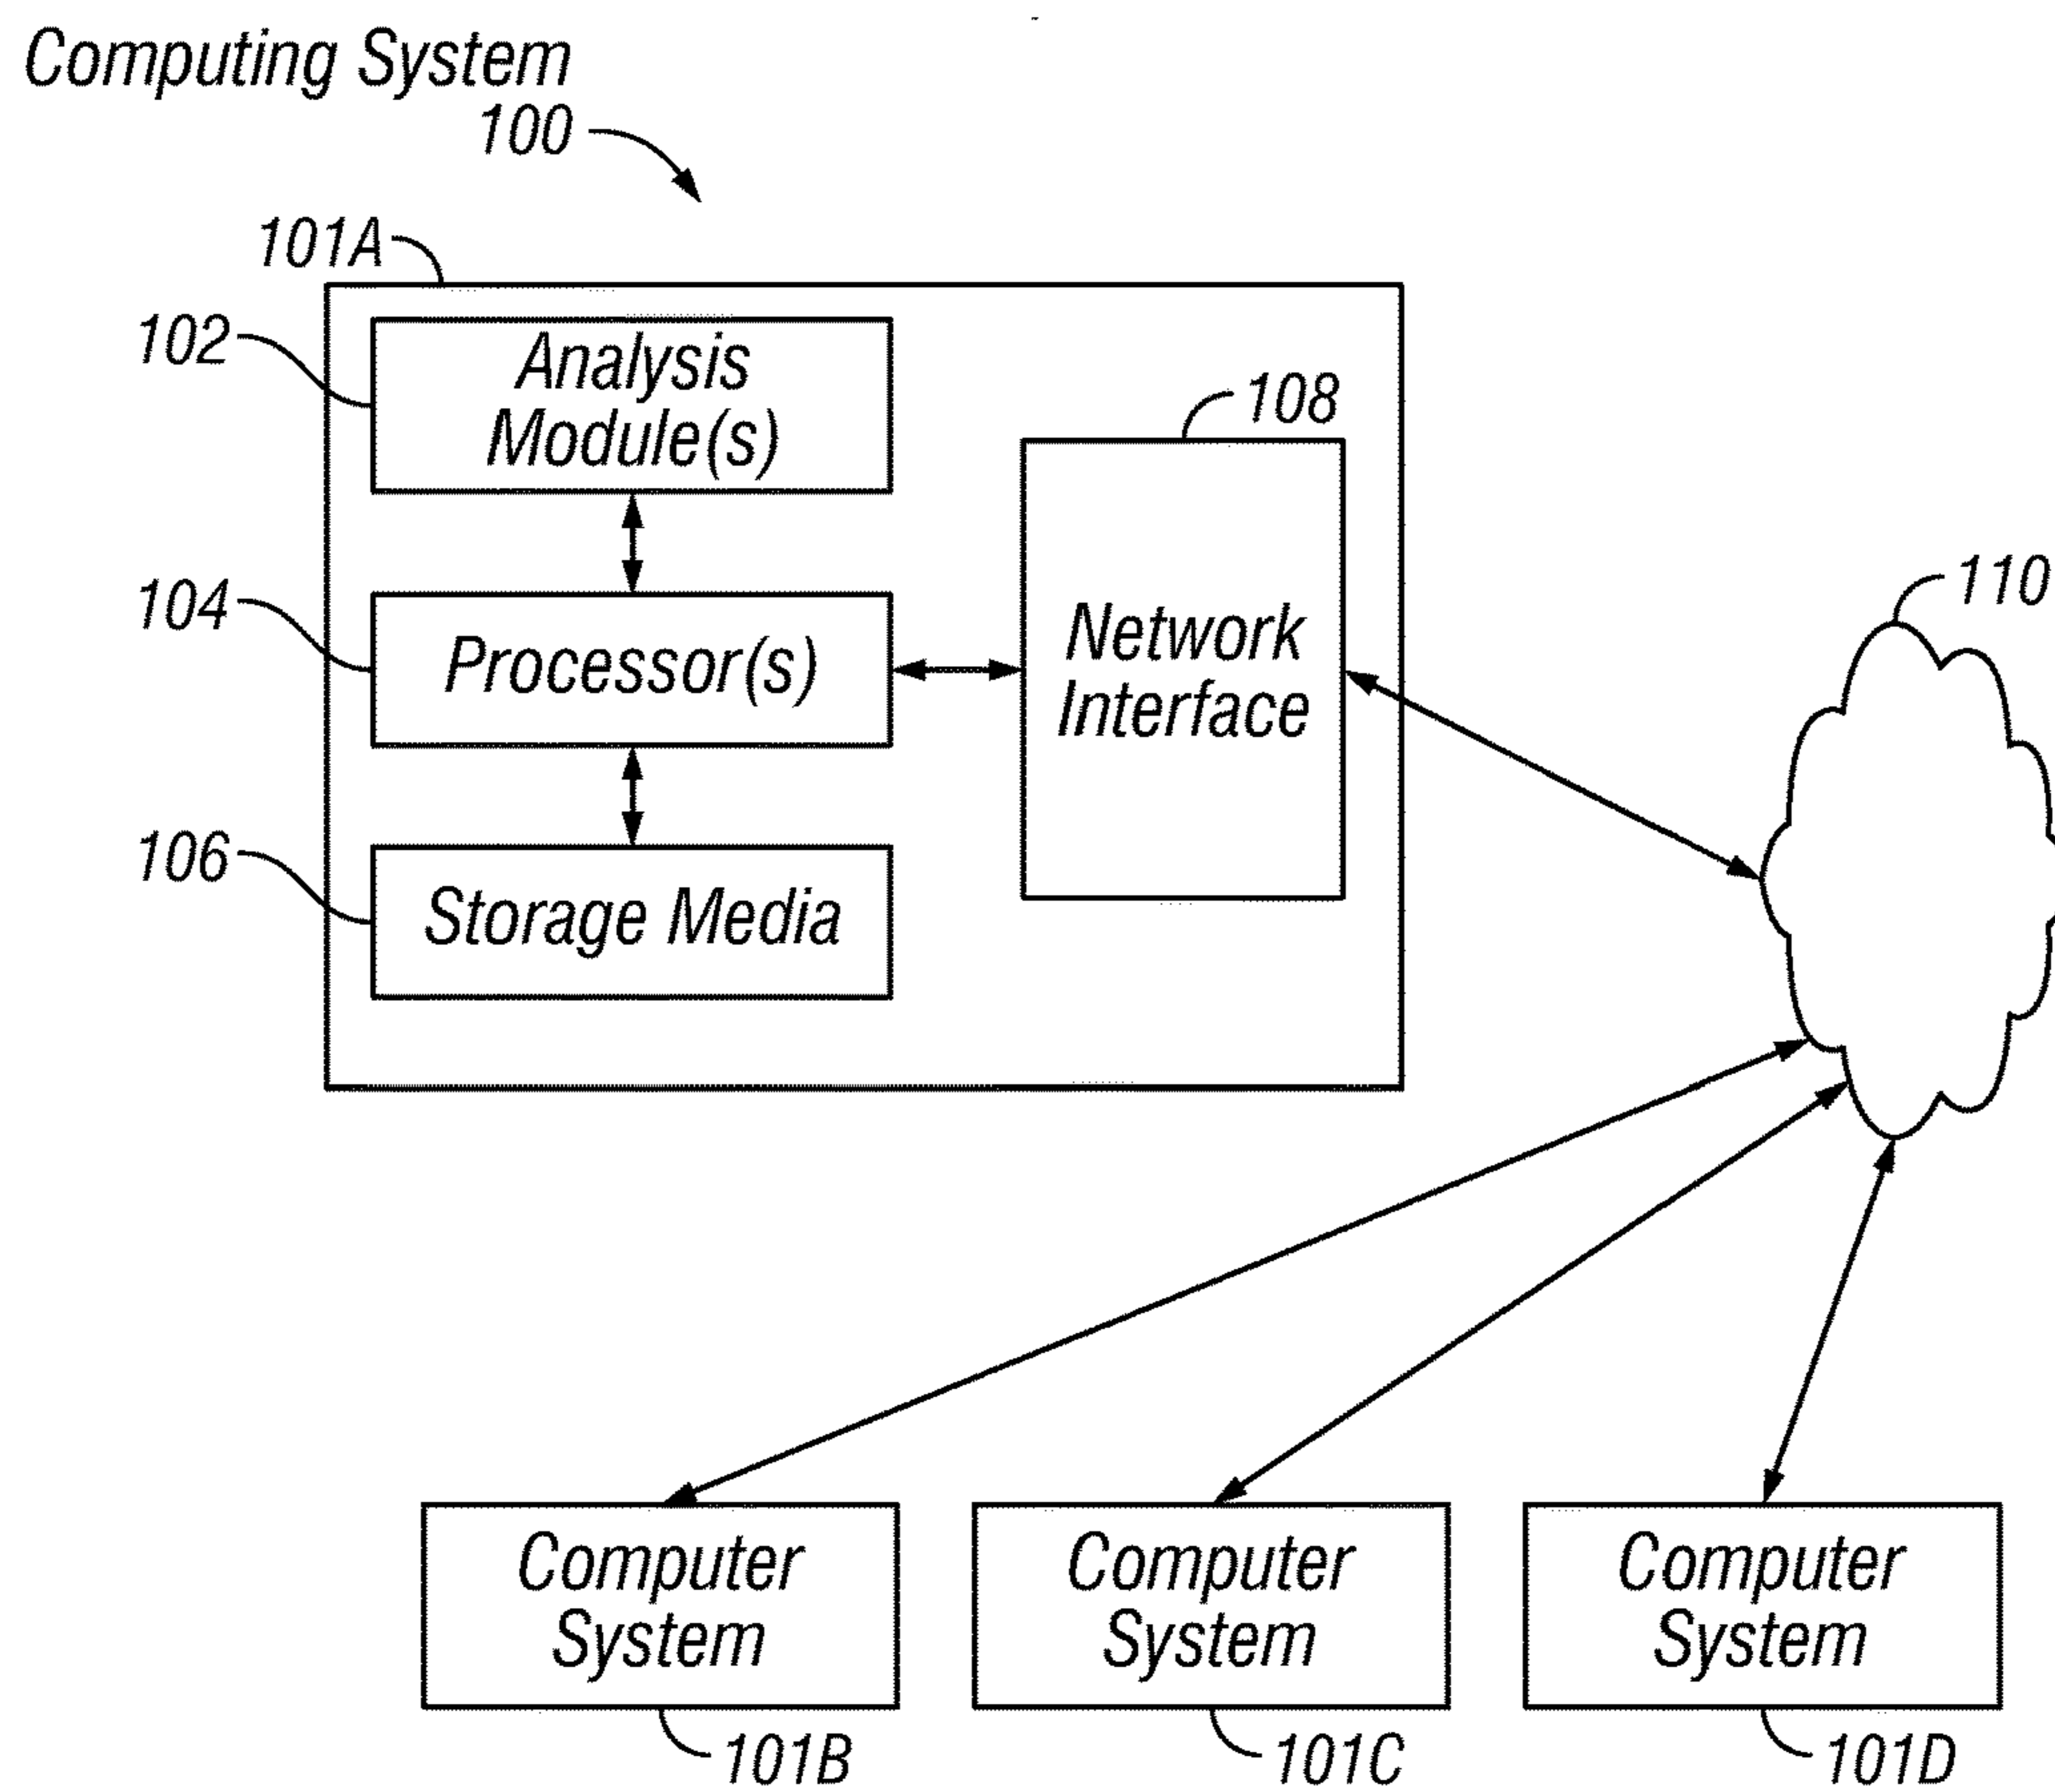 Computing System
100
101A
102
Analysis
Module(s)
108
104
Processor(s)
Network
Interface
110
106
Storage Media
Computer
System
101B
Computer
System
101C
Computer
System
101D